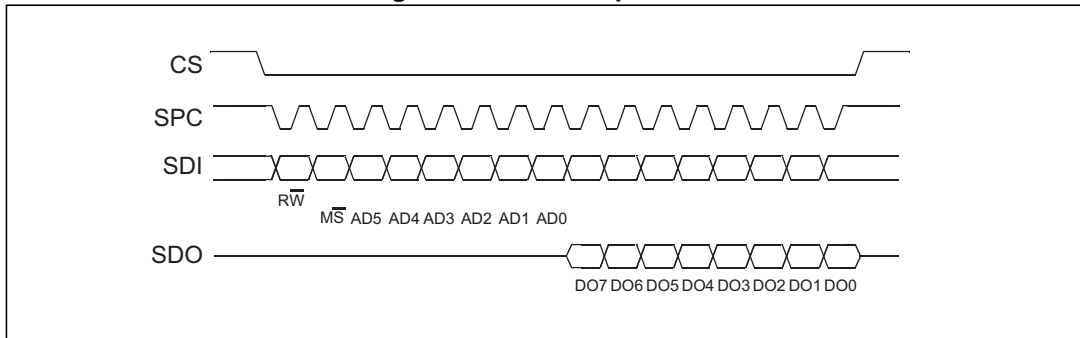 CS
SPC
SDI
RW̅
MS̅ AD5 AD4 AD3 AD2 AD1 AD0
SDO
DO7 DO6 DO5 DO4 DO3 DO2 DO1 DO0